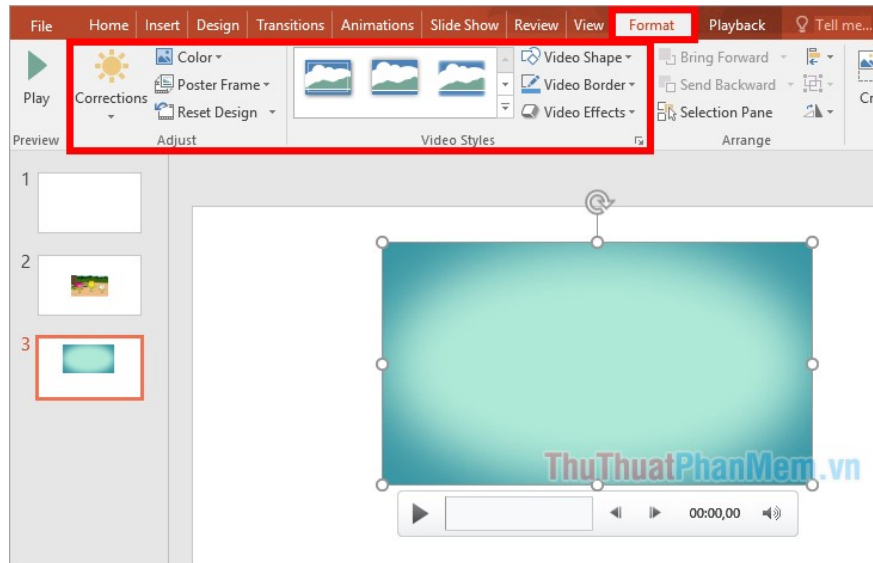 File Home Insert Design Transitions Animations Slide Show Review View Format Playback Tell me...
Play
Preview
Corrections
Color
Poster Frame
Reset Design
Adjust
Video Shape
Video Border
Video Effects
Video Styles
Bring Forward
Send Backward
Selection Pane
Arrange
1
2
3
ThuThuatPhanMem.vn
00:00,00